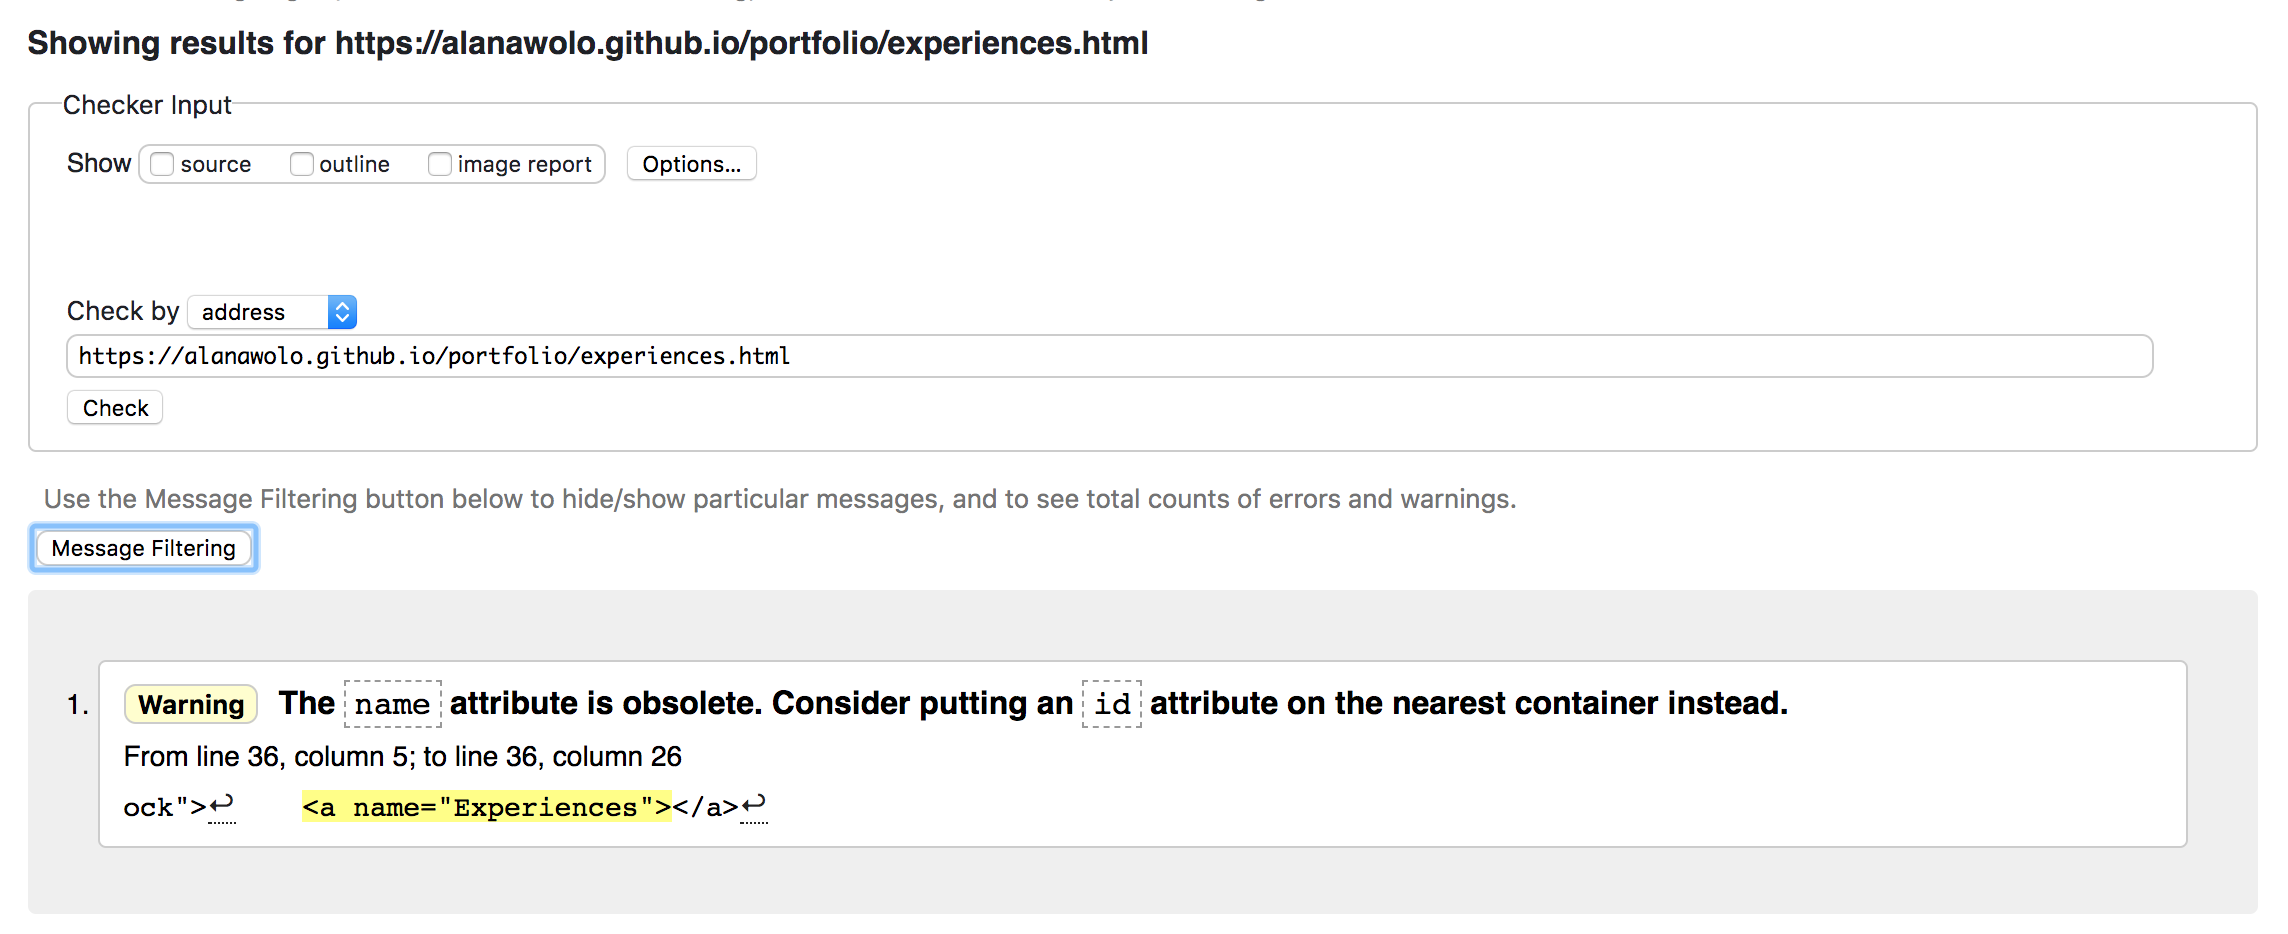 Showing results for https://alanawolo.github.io/portfolio/experiences.html
Checker Input
Show source outline image report Options...
Check by address
https://alanawolo.github.io/portfolio/experiences.html
Check
Use the Message Filtering button below to hide/show particular messages, and to see total counts of errors and warnings.
Message Filtering
1. Warning The name attribute is obsolete. Consider putting an id attribute on the nearest container instead.
From line 36, column 5; to line 36, column 26
ock">↩ <a name="Experiences"></a>↩